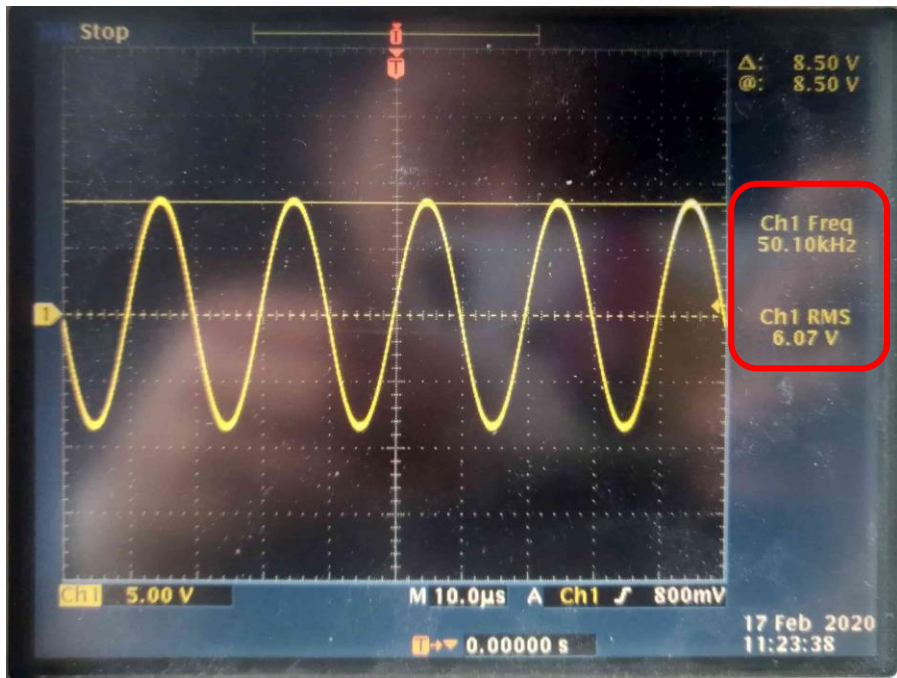 Stop
T
T
Δ: 8.50 V
@: 8.50 V
Ch1 Freq
50.10kHz
1
Ch1 RMS
6.07 V
Ch1 5.00 V M 10.0μs A Ch1 800mV
T 0.00000 s
17 Feb 2020
11:23:38